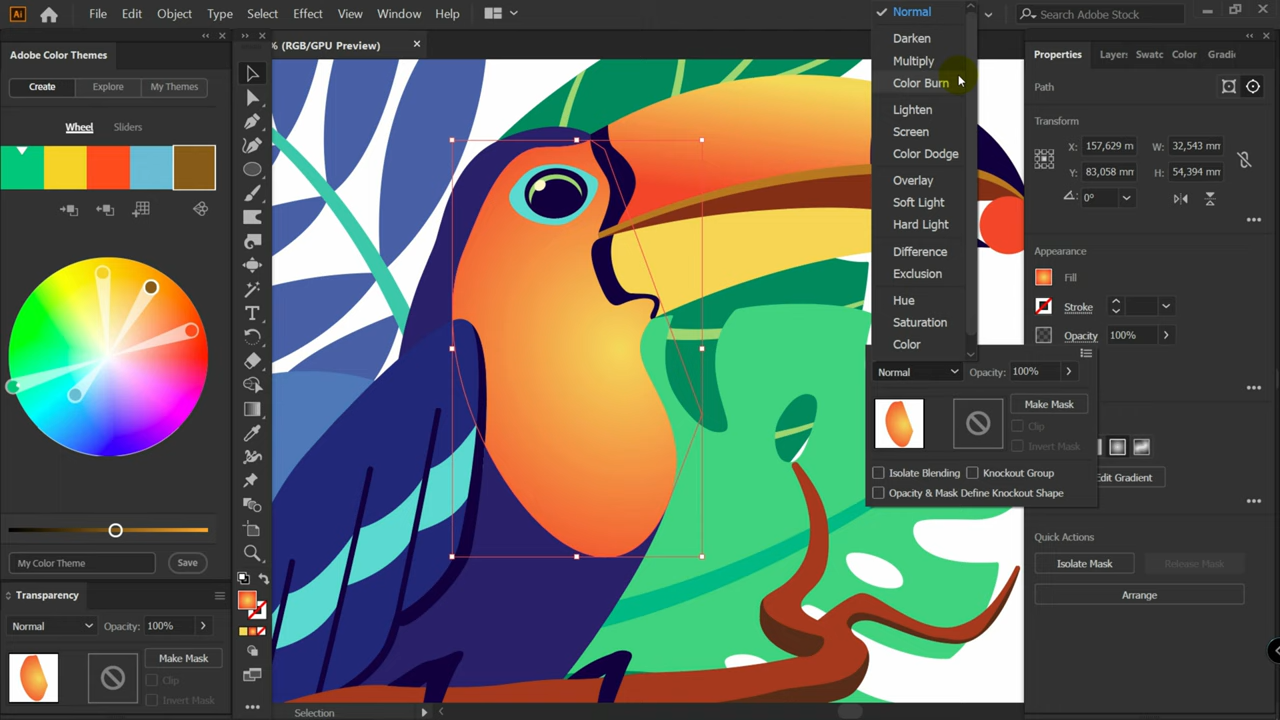 Ai
File Edit Object Type Select Effect View Window Help
Search Adobe Stock
Adobe Color Themes
Create Explore My Themes
Wheel Sliders
My Color Theme Save
Transparency
Normal Opacity: 100%
Make Mask
Clip
Invert Mask
% (RGB/GPU Preview)
Normal
Darken
Multiply
Color Burn
Lighten
Screen
Color Dodge
Overlay
Soft Light
Hard Light
Difference
Exclusion
Hue
Saturation
Color
Normal Opacity: 100%
Make Mask
Clip
Invert Mask
Isolate Blending Knockout Group
Opacity & Mask Define Knockout Shape
Selection
Properties Layer: Swatc Color Gradi
Path
Transform
X: 157,629 m W: 32,543 mm
Y: 83,058 mm H: 54,394 mm
0°
Appearance
Fill
Stroke
Opacity 100%
Edit Gradient
Quick Actions
Isolate Mask Release Mask
Arrange